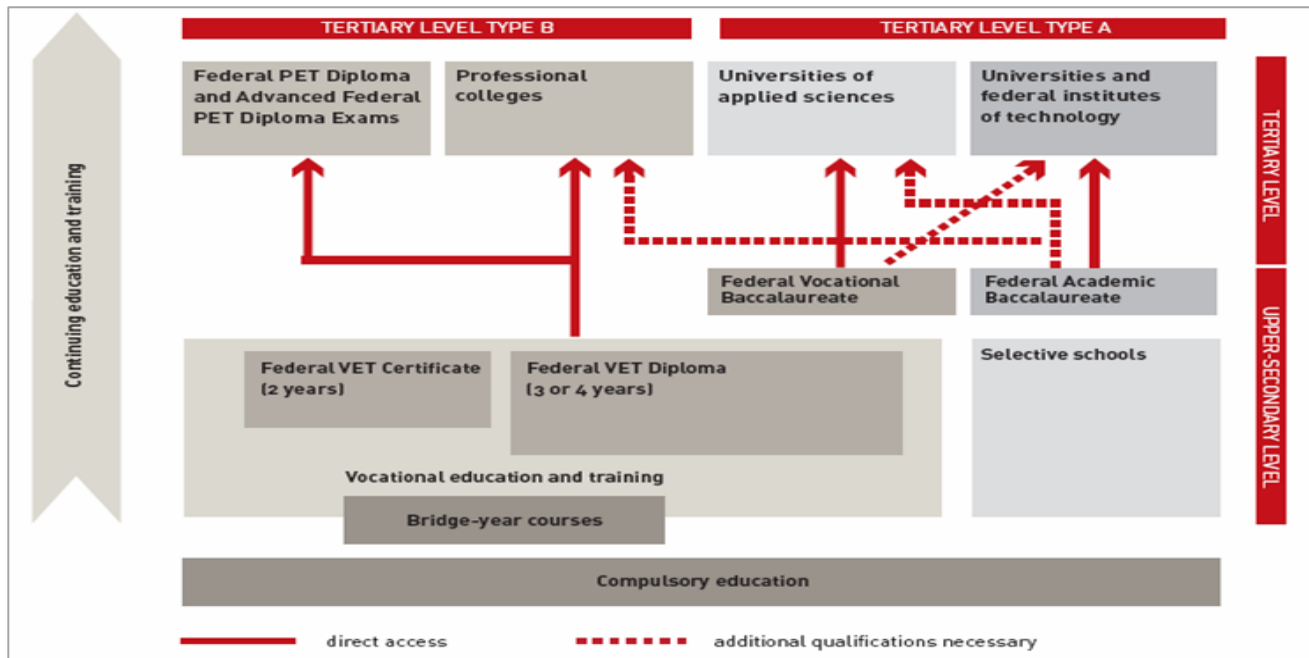 TERTIARY LEVEL TYPE B
TERTIARY LEVEL TYPE A
Federal PET Diploma
and Advanced Federal
PET Diploma Exams
Professional
colleges
Universities of
applied sciences
Universities and
federal institutes
of technology
TERTIARY LEVEL
Continuing education and training
Federal Vocational
Baccalaureate
Federal Academic
Baccalaureate
UPPER-SECONDARY LEVEL
Federal VET Certificate
(2 years)
Federal VET Diploma
(3 or 4 years)
Selective schools
Vocational education and training
Bridge-year courses
Compulsory education
direct access
additional qualifications necessary